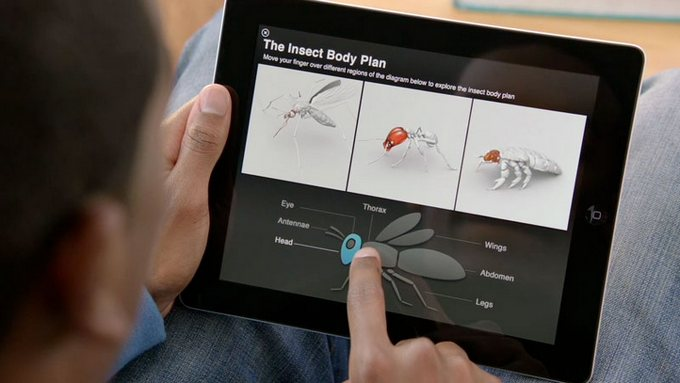 The Insect Body Plan
Move your finger over different regions of the diagram below to explore the insect body plan
Eye
Thorax
Antennae
Wings
Head
Abdomen
Legs